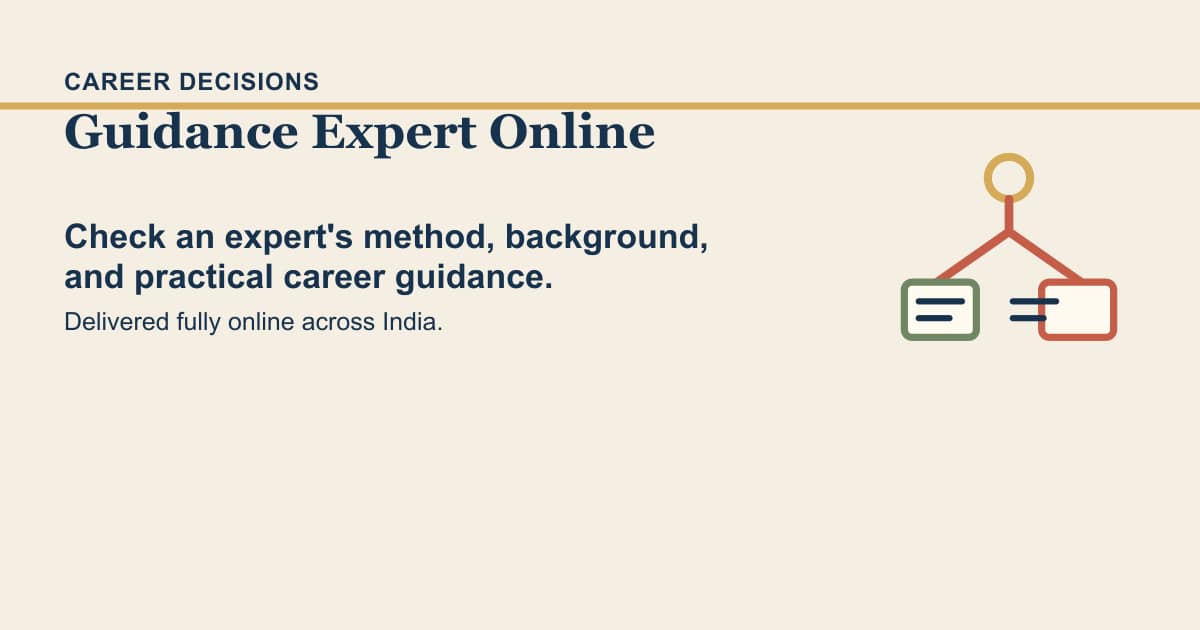 CAREER DECISIONS
Guidance Expert Online
Check an expert's method, background,
and practical career guidance.
Delivered fully online across India.